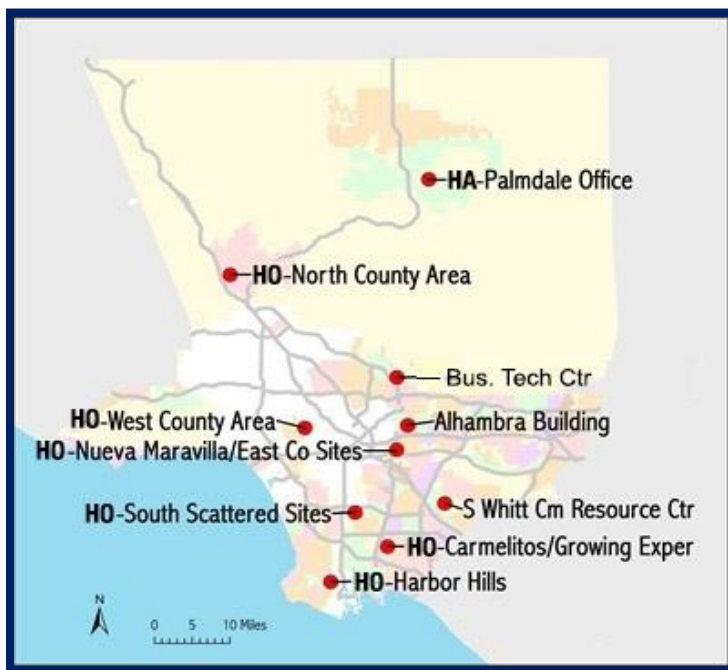 HA-Palmdale Office
HO-North County Area
Bus. Tech Ctr
HO-West County Area
Alhambra Building
HO-Nueva Maravilla/East Co Sites
HO-South Scattered Sites
S Whitt Cm Resource Ctr
HO-Carmelitos/Growing Exper
HO-Harbor Hills
N
0 5 10 Miles